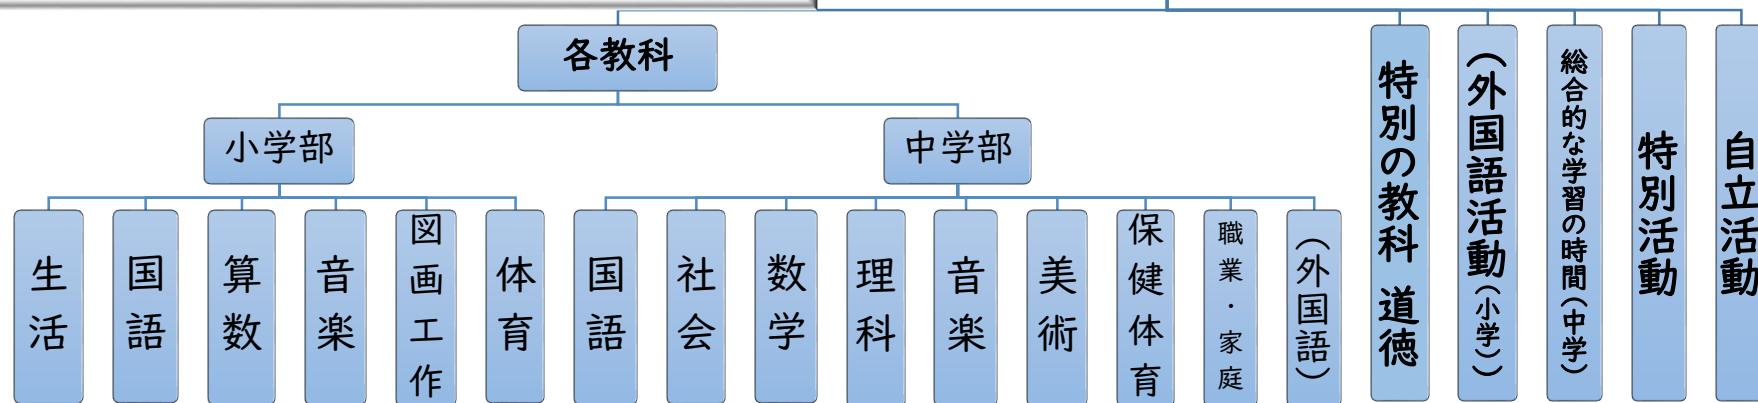 各教科
小学部
中学部
生活
国語
算数
音楽
図画工作
体育
国語
社会
数学
理科
音楽
美術
保健体育
職業・家庭
（外国語）
特別の教科 道徳
（外国語活動（小学））
総合的な学習の時間（中学）
特別活動
自立活動